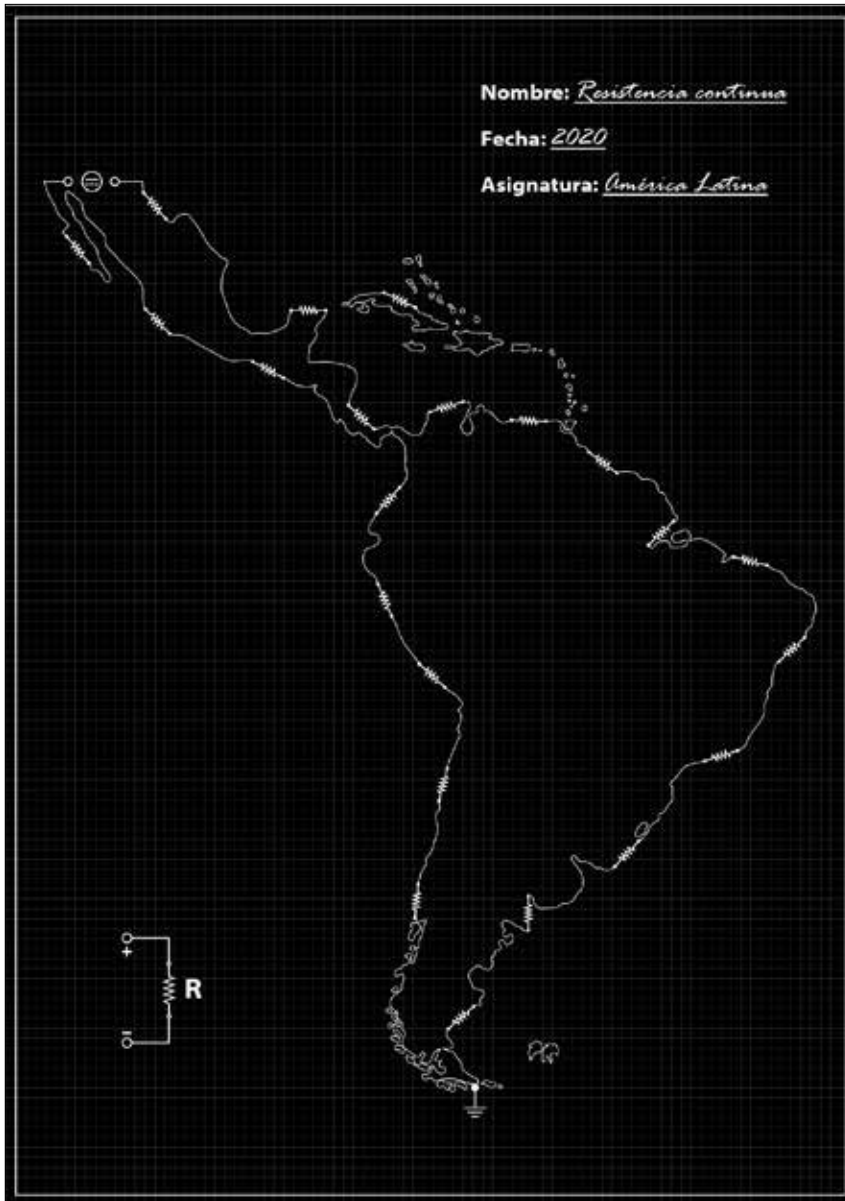 Nombre: Resistencia continua
Fecha: 2020
Asignatura: América Latina
+
R
−